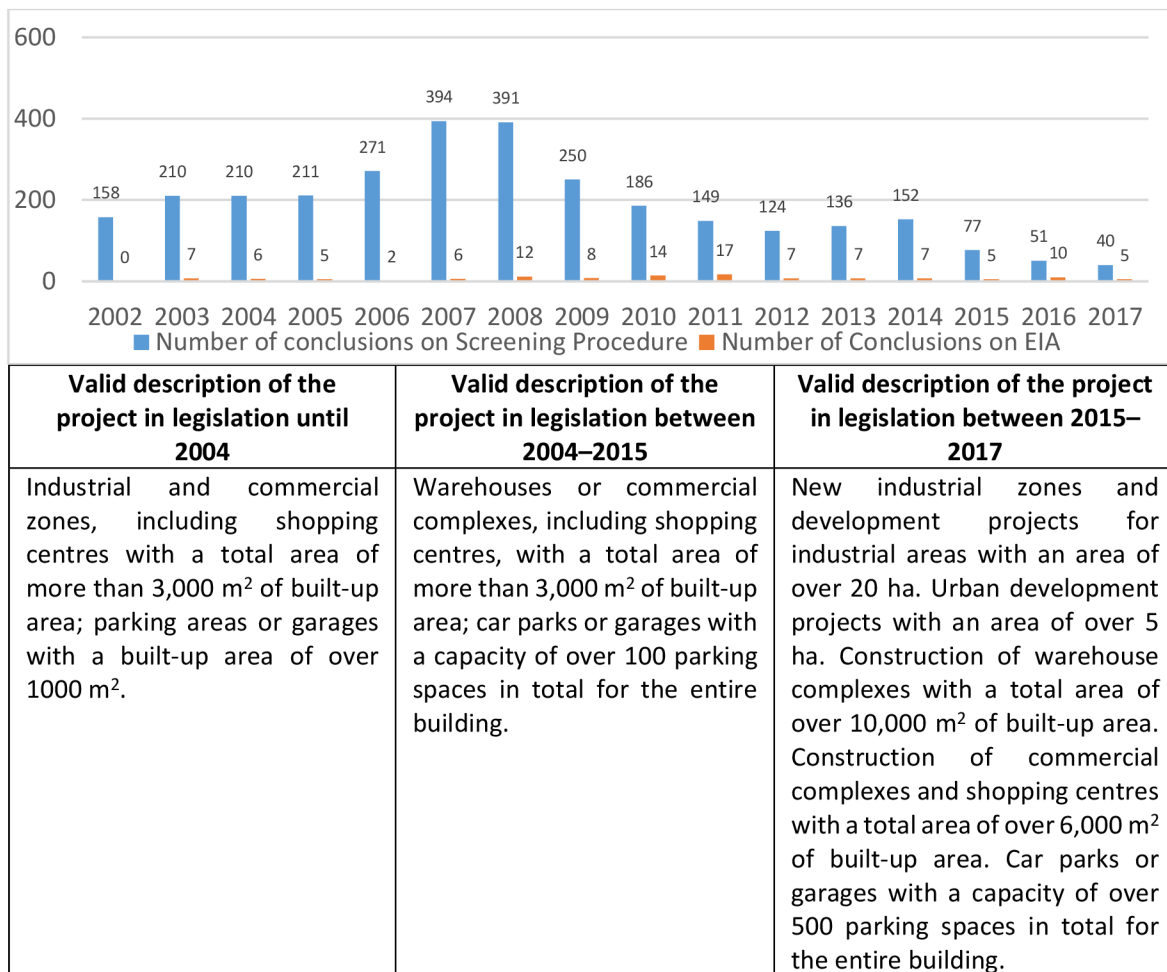 600
400
200
0
158 210 210 211 271 394 391 250 186 149 124 136 152 77 51 40
0 7 6 5 2 6 12 8 14 17 7 7 7 5 10 5
2002 2003 2004 2005 2006 2007 2008 2009 2010 2011 2012 2013 2014 2015 2016 2017
Number of conclusions on Screening Procedure Number of Conclusions on EIA
Valid description of the
project in legislation until
2004
Industrial and commercial
zones, including shopping
centres with a total area of
more than 3,000 m² of built-up
area; parking areas or garages
with a built-up area of over
1000 m².
Valid description of the
project in legislation between
2004–2015
Warehouses or commercial
complexes, including shopping
centres, with a total area of
more than 3,000 m² of built-up
area; car parks or garages with
a capacity of over 100 parking
spaces in total for the entire
building.
Valid description of the project
in legislation between 2015–
2017
New industrial zones and
development projects for
industrial areas with an area of
over 20 ha. Urban development
projects with an area of over 5
ha. Construction of warehouse
complexes with a total area of
over 10,000 m² of built-up area.
Construction of commercial
complexes and shopping centres
with a total area of over 6,000 m²
of built-up area. Car parks or
garages with a capacity of over
500 parking spaces in total for
the entire building.